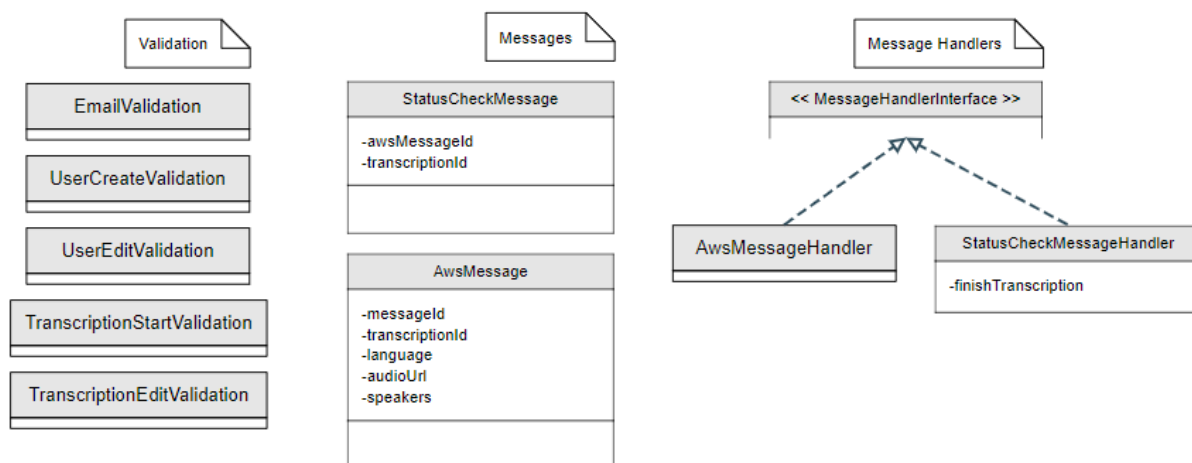 Validation
EmailValidation
UserCreateValidation
UserEditValidation
TranscriptionStartValidation
TranscriptionEditValidation
Messages
StatusCheckMessage
-awsMessageId
-transcriptionId
AwsMessage
-messageId
-transcriptionId
-language
-audioUrl
-speakers
Message Handlers
<< MessageHandlerInterface >>
AwsMessageHandler
StatusCheckMessageHandler
-finishTranscription